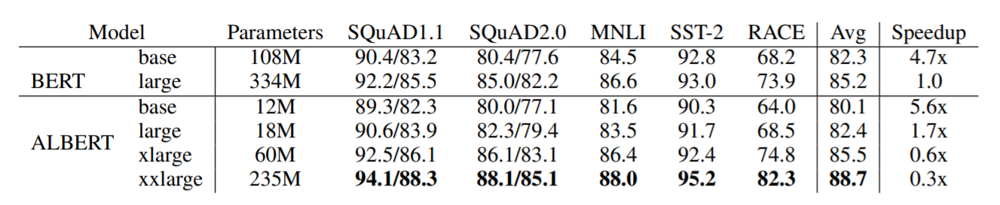 Model Parameters SQuAD1.1 SQuAD2.0 MNLI SST-2 RACE Avg Speedup
BERT base 108M 90.4/83.2 80.4/77.6 84.5 92.8 68.2 82.3 4.7x
large 334M 92.2/85.5 85.0/82.2 86.6 93.0 73.9 85.2 1.0
ALBERT base 12M 89.3/82.3 80.0/77.1 81.6 90.3 64.0 80.1 5.6x
large 18M 90.6/83.9 82.3/79.4 83.5 91.7 68.5 82.4 1.7x
xlarge 60M 92.5/86.1 86.1/83.1 86.4 92.4 74.8 85.5 0.6x
xxlarge 235M 94.1/88.3 88.1/85.1 88.0 95.2 82.3 88.7 0.3x